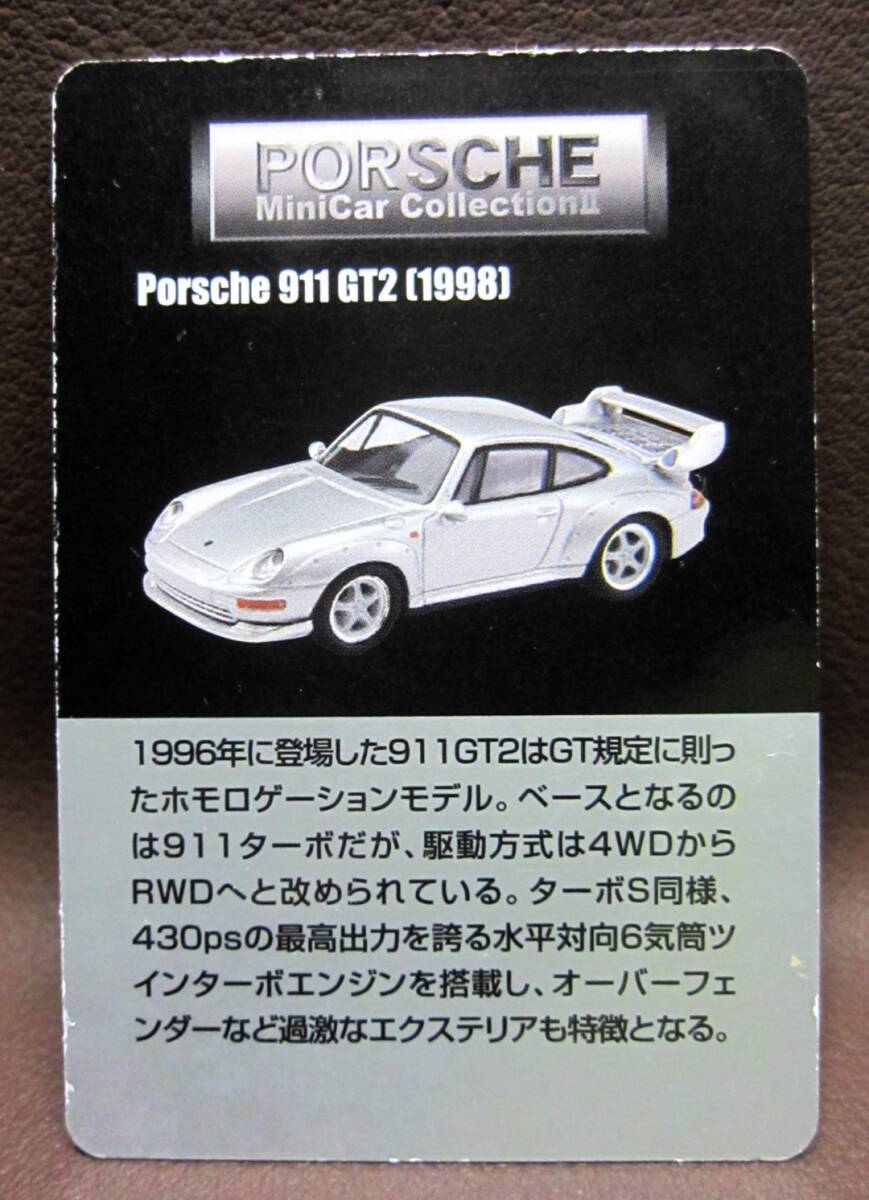 PORSCHE
MiniCar CollectionⅡ
Porsche 911 GT2 (1998)
1996年に登場した911GT2はGT規定に則っ
たホモロゲーションモデル。ベースとなるの
は911ターボだが、駆動方式は4WDから
RWDへと改められている。ターボS同様、
430psの最高出力を誇る水平対向6気筒ツ
インターボエンジンを搭載し、オーバーフェ
ンダーなど過激なエクステリアも特徴となる。